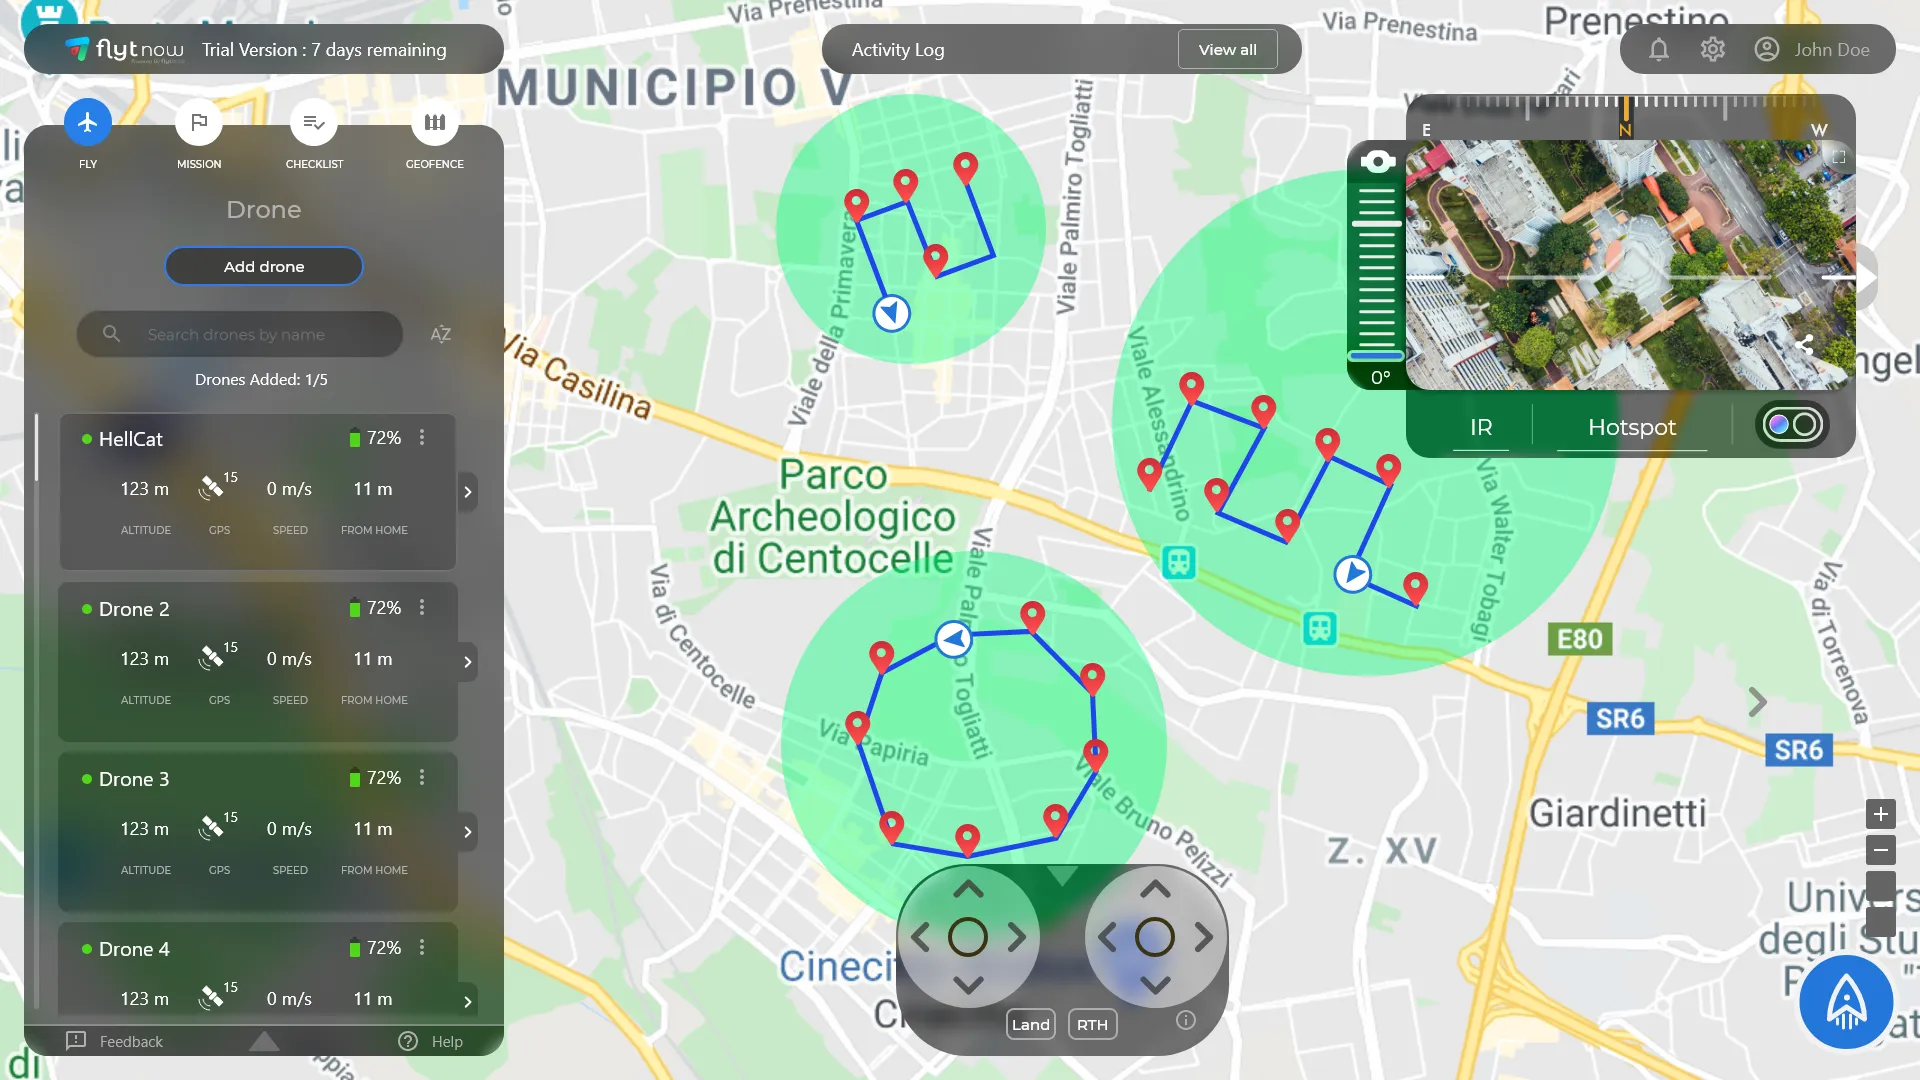 flytnow
Trial Version : 7 days remaining
Activity Log
View all
John Doe
FLY
MISSION
CHECKLIST
GEOFENCE
Drone
Add drone
Search drones by name
AZ
Drones Added: 1/5
HellCat
72%
123 m
15
0 m/s
11 m
ALTITUDE
GPS
SPEED
FROM HOME
Drone 2
72%
123 m
15
0 m/s
11 m
ALTITUDE
GPS
SPEED
FROM HOME
Drone 3
72%
123 m
15
0 m/s
11 m
ALTITUDE
GPS
SPEED
FROM HOME
Drone 4
72%
123 m
15
0 m/s
11 m
Feedback
Help
Via Prenestina
Via Prenestina
Prenestino
MUNICIPIO V
Viale Palmiro Togliatti
Viale della Primavera
Via Casilina
Viale Alessandrino
E
N
W
0°
IR
Hotspot
Parco
Archeologico
di Centocelle
Via di Centocelle
Viale Palmiro Togliatti
Via Papiria
Viale Bruno Pelizzi
Via Walter Tobagi
Via di Torrenova
E80
SR6
SR6
Giardinetti
Z. XV
degli Stu
di
Land
RTH